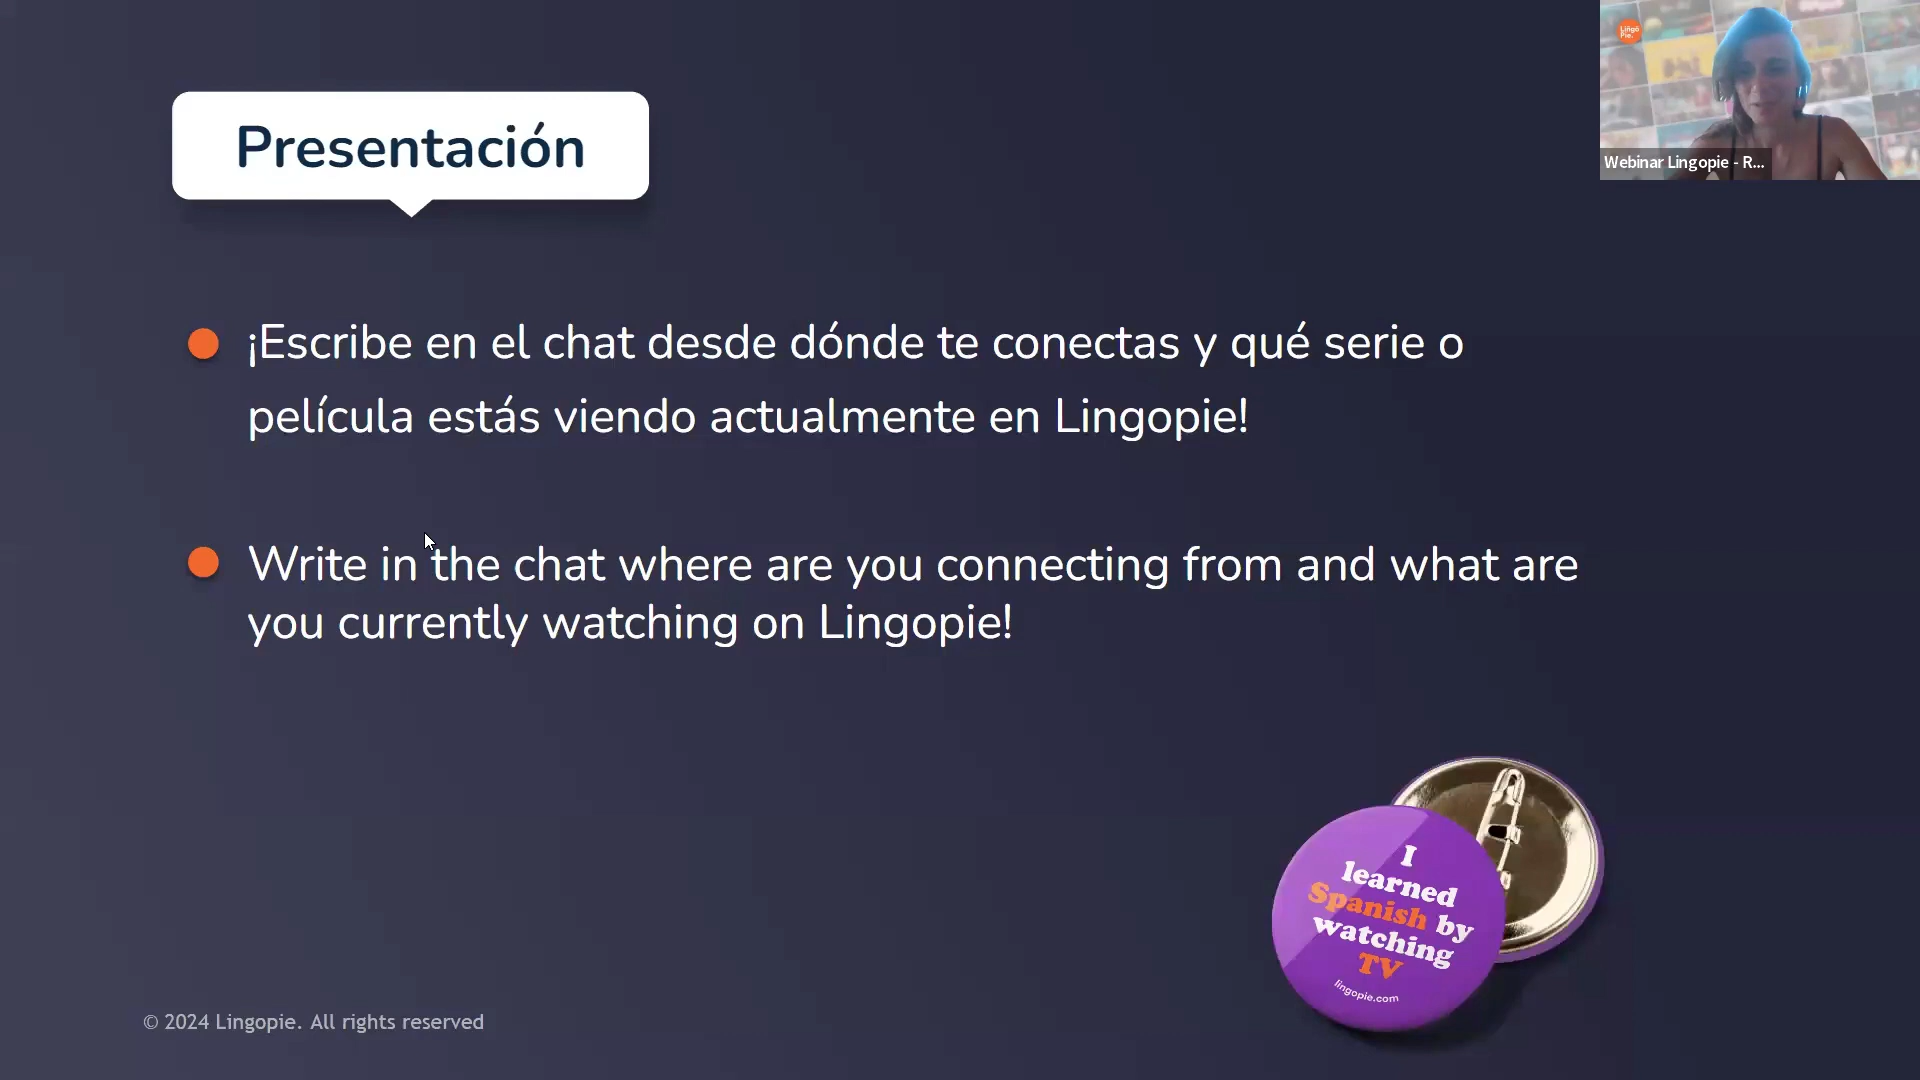 Presentación
Lingo
Pie.
Webinar Lingopie - R...
¡Escribe en el chat desde dónde te conectas y qué serie o
película estás viendo actualmente en Lingopie!
Write in the chat where are you connecting from and what are
you currently watching on Lingopie!
I
learned
Spanish by
watching
TV
lingopie.com
© 2024 Lingopie. All rights reserved